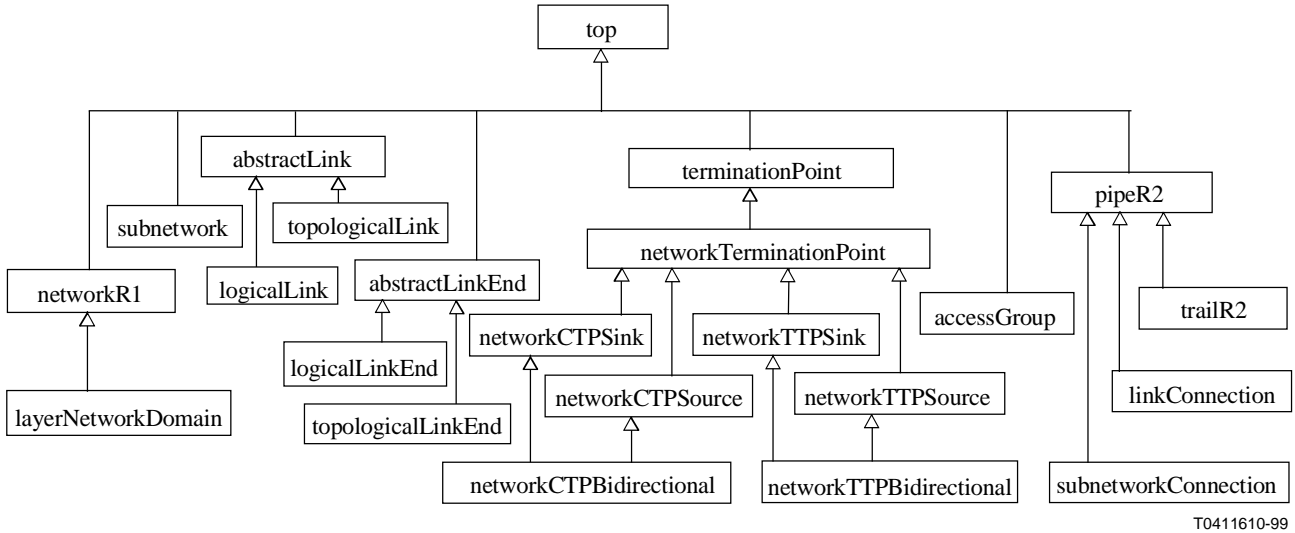 top
abstractLink
terminationPoint
pipeR2
subnetwork
topologicalLink
networkTerminationPoint
networkR1
logicalLink
abstractLinkEnd
accessGroup
trailR2
networkCTPSink
networkTTPSink
logicalLinkEnd
networkCTPSource
networkTTPSource
linkConnection
layerNetworkDomain
topologicalLinkEnd
networkCTPBidirectional
networkTTPBidirectional
subnetworkConnection
T0411610-99